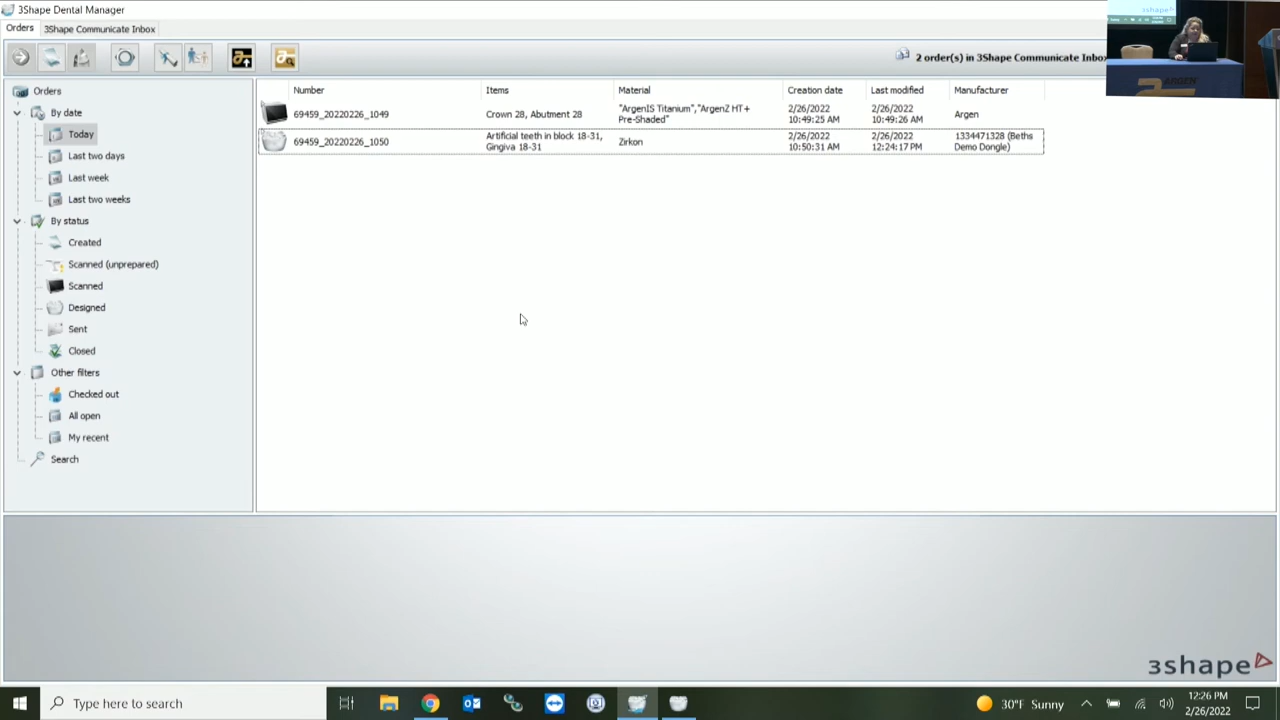 3Shape Dental Manager
Orders
3Shape Communicate Inbox
2 order(s) in 3Shape Communicate Inbox
Orders
By date
Today
Last two days
Last week
Last two weeks
By status
Created
Scanned (unprepared)
Scanned
Designed
Sent
Closed
Other filters
Checked out
All open
My recent
Search
Number Items Material Creation date Last modified Manufacturer
69459_20220226_1049 Crown 28, Abutment 28 "ArgenIS Titanium","ArgenZ HT+ Pre-Shaded" 2/26/2022 10:49:25 AM 2/26/2022 10:49:26 AM Argen
69459_20220226_1050 Artificial teeth in block 18-31, Gingiva 18-31 Zirkon 2/26/2022 10:50:31 AM 2/26/2022 12:24:17 PM 1334471328 (Beths Demo Dongle)
3shape
ARGEN
3shape
Type here to search
30°F Sunny
12:26 PM
2/26/2022